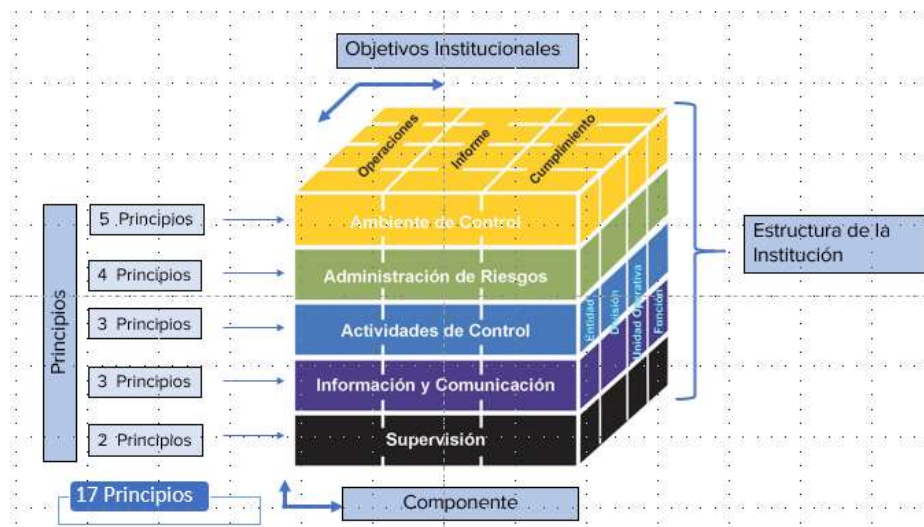 Objetivos Institucionales
Operaciones
Informe
Cumplimiento
5 Principios
Ambiente de Control
4 Principios
Administración de Riesgos
3 Principios
Actividades de Control
3 Principios
Información y Comunicación
2 Principios
Supervisión
Principios
Entidad
División
Unidad Operativa
Función
Estructura de la
Institución
17 Principios
Componente